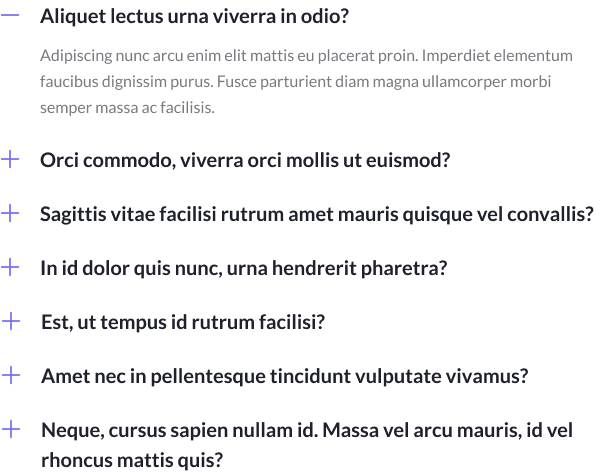 Aliquet lectus urna viverra in odio?
Adipiscing nunc arcu enim elit mattis eu placerat proin. Imperdiet elementum
faucibus dignissim purus. Fusce parturient diam magna ullamcorper morbi
semper massa ac facilisis.
Orci commodo, viverra orci mollis ut euismod?
Sagittis vitae facilisi rutrum amet mauris quisque vel convallis?
In id dolor quis nunc, urna hendrerit pharetra?
Est, ut tempus id rutrum facilisi?
Amet nec in pellentesque tincidunt vulputate vivamus?
Neque, cursus sapien nullam id. Massa vel arcu mauris, id vel
rhoncus mattis quis?